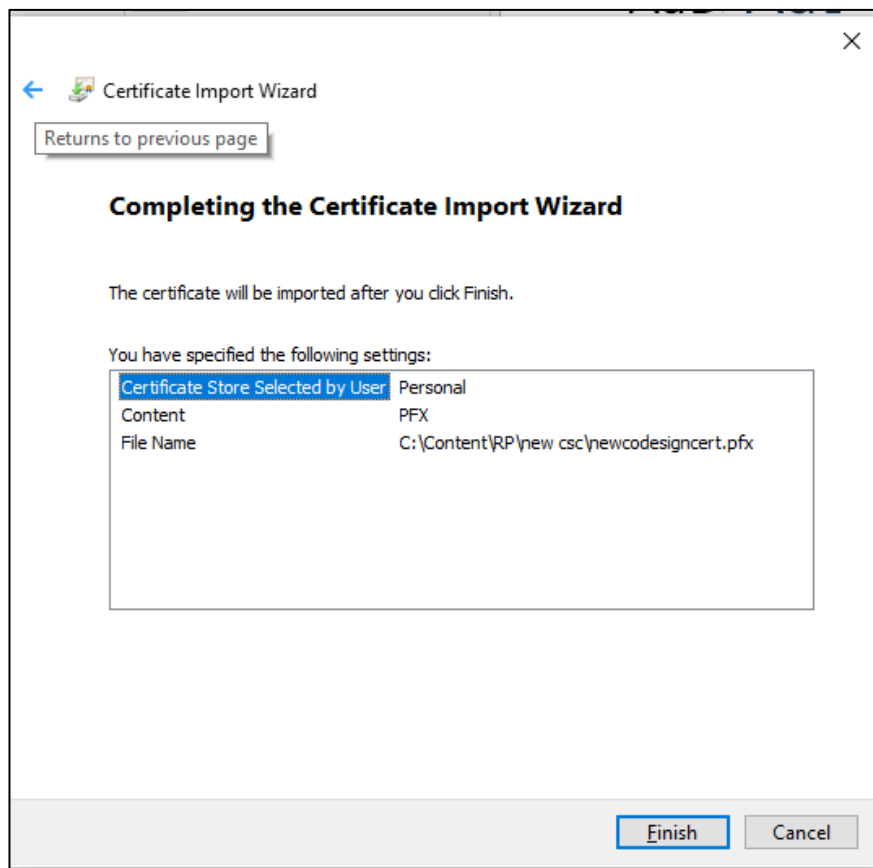 Certificate Import Wizard
Returns to previous page
Completing the Certificate Import Wizard
The certificate will be imported after you click Finish.
You have specified the following settings:
Certificate Store Selected by User Personal
Content PFX
File Name C:\Content\RP\new csc\newcodesigncert.pfx
Finish Cancel